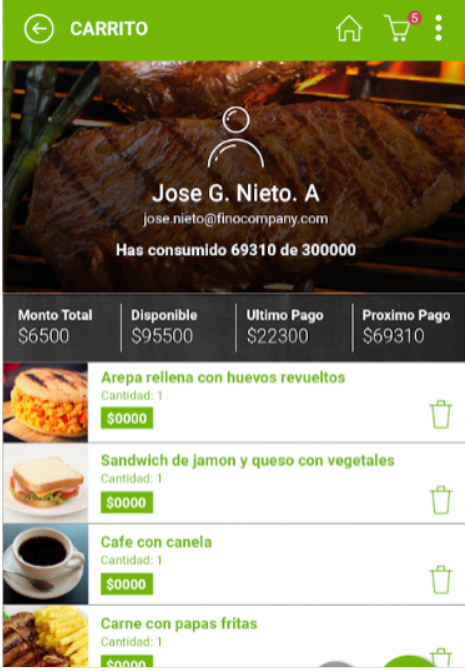 CARRITO
5
Jose G. Nieto. A
jose.nieto@finocompany.com
Has consumido 69310 de 300000
Monto Total Disponible Ultimo Pago Proximo Pago
$6500 $95500 $22300 $69310
Arepa rellena con huevos revueltos
Cantidad: 1
$0000
Sandwich de jamon y queso con vegetales
Cantidad: 1
$0000
Cafe con canela
Cantidad: 1
$0000
Carne con papas fritas
Cantidad: 1
$0000